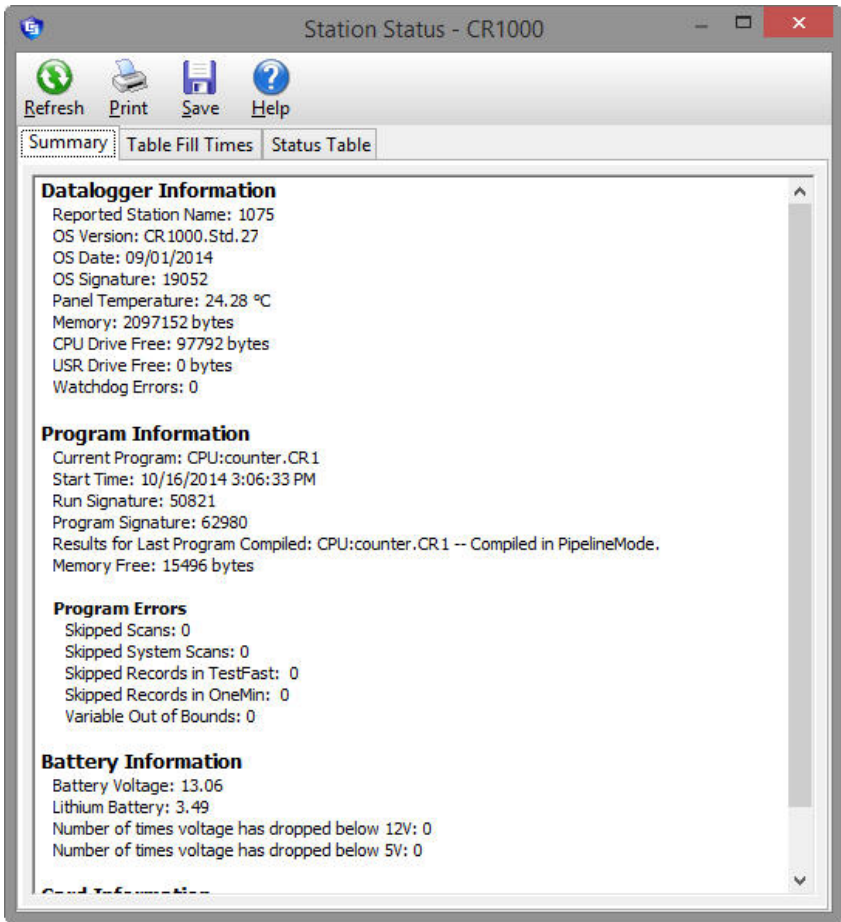 Station Status - CR1000
Refresh Print Save Help
Summary Table Fill Times Status Table
Datalogger Information
Reported Station Name: 1075
OS Version: CR1000.Std.27
OS Date: 09/01/2014
OS Signature: 19052
Panel Temperature: 24.28 ºC
Memory: 2097152 bytes
CPU Drive Free: 97792 bytes
USR Drive Free: 0 bytes
Watchdog Errors: 0
Program Information
Current Program: CPU:counter.CR1
Start Time: 10/16/2014 3:06:33 PM
Run Signature: 50821
Program Signature: 62980
Results for Last Program Compiled: CPU:counter.CR1 -- Compiled in PipelineMode.
Memory Free: 15496 bytes
Program Errors
Skipped Scans: 0
Skipped System Scans: 0
Skipped Records in TestFast: 0
Skipped Records in OneMin: 0
Variable Out of Bounds: 0
Battery Information
Battery Voltage: 13.06
Lithium Battery: 3.49
Number of times voltage has dropped below 12V: 0
Number of times voltage has dropped below 5V: 0
Card Information